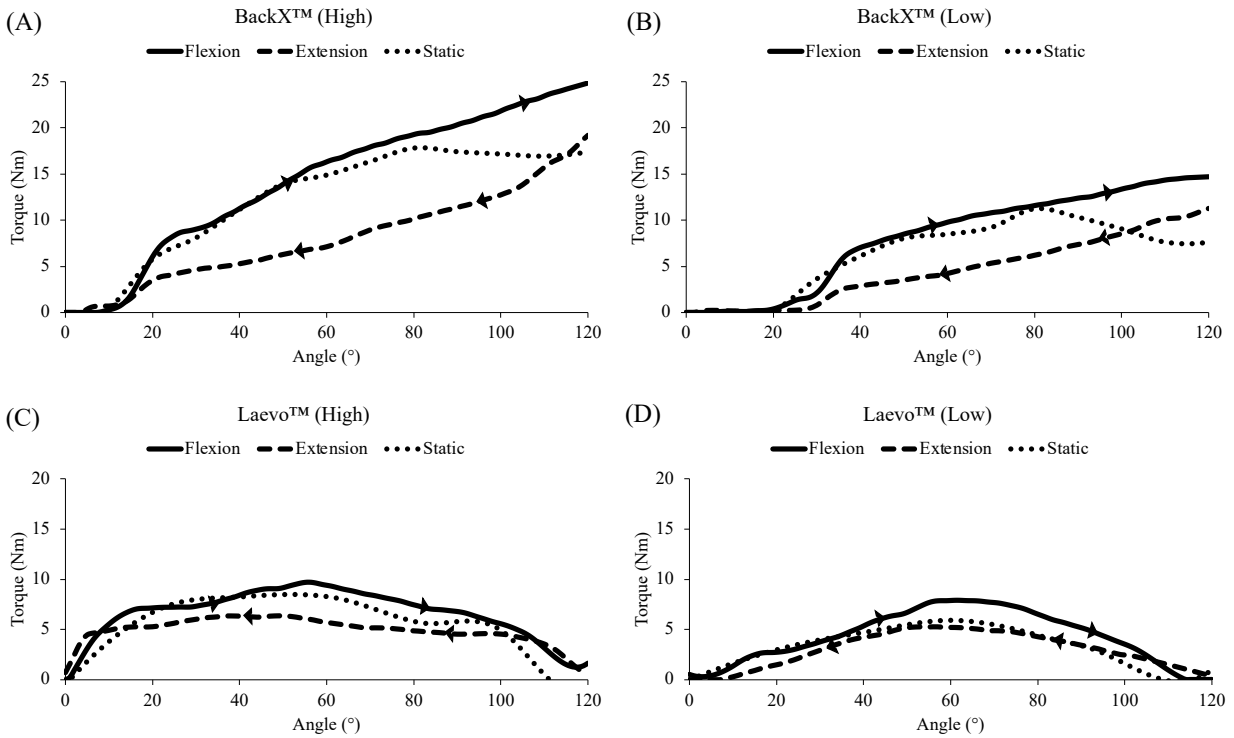 (A)
BackX™ (High)
Flexion Extension Static
25
20
15
10
5
0
Torque (Nm)
0 20 40 60 80 100 120
Angle (°)
(B)
BackX™ (Low)
Flexion Extension Static
25
20
15
10
5
0
Torque (Nm)
0 20 40 60 80 100 120
Angle (°)
(C)
Laevo™ (High)
Flexion Extension Static
20
15
10
5
0
Torque (Nm)
0 20 40 60 80 100 120
Angle (°)
(D)
Laevo™ (Low)
Flexion Extension Static
20
15
10
5
0
Torque (Nm)
0 20 40 60 80 100 120
Angle (°)